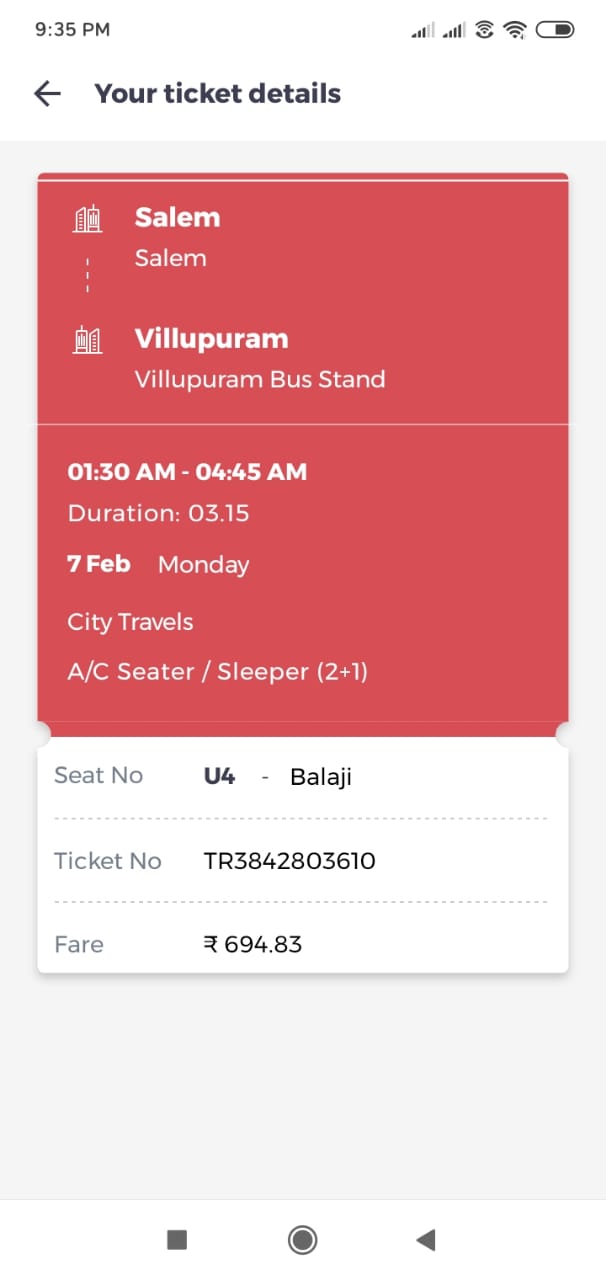 9:35 PM
Your ticket details
Salem
Salem
Villupuram
Villupuram Bus Stand
01:30 AM - 04:45 AM
Duration: 03.15
7 Feb Monday
City Travels
A/C Seater / Sleeper (2+1)
Seat No U4 - Balaji
Ticket No TR3842803610
Fare ₹ 694.83